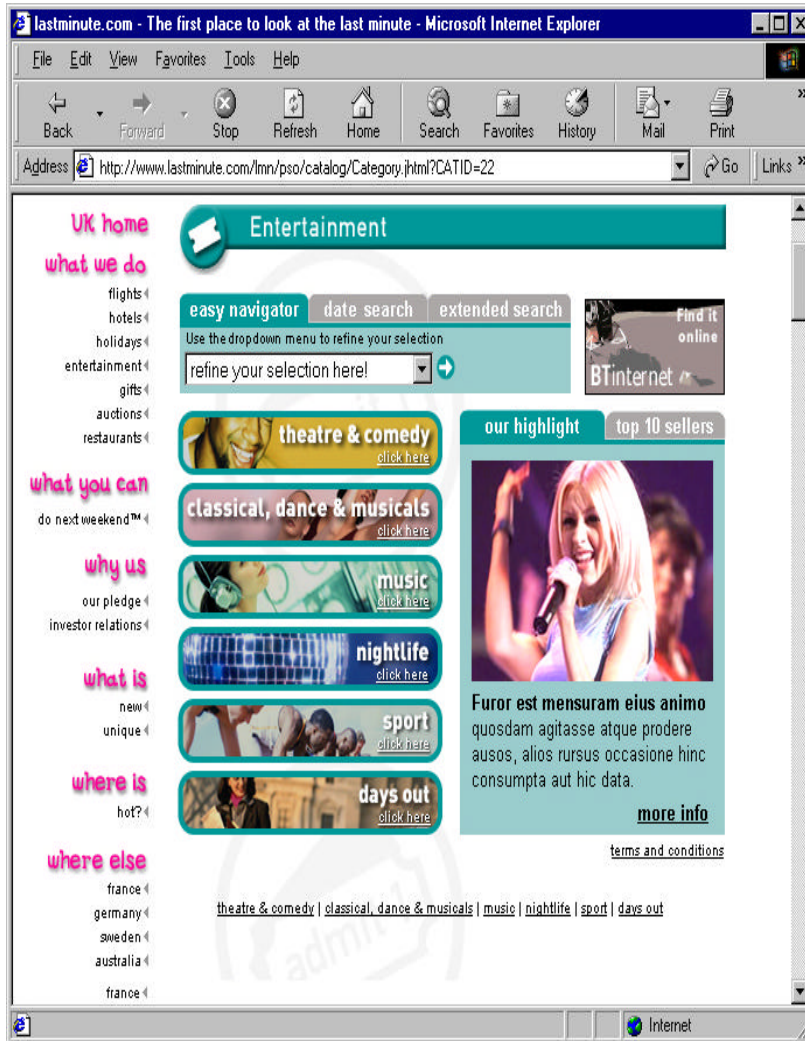 lastminute.com - The first place to look at the last minute - Microsoft Internet Explorer
File Edit View Favorites Tools Help
Back Forward Stop Refresh Home Search Favorites History Mail Print
Address http://www.lastminute.com/lmn/pso/catalog/Category.jhtml?CATID=22 Go Links
UK home
what we do
flights
hotels
holidays
entertainment
gifts
auctions
restaurants
what you can
do next weekend™
why us
our pledge
investor relations
what is
new
unique
where is
hot?
where else
france
germany
sweden
australia
france
Entertainment
easy navigator date search extended search
Use the dropdown menu to refine your selection
refine your selection here!
Find it
online
BTinternet
theatre & comedy
click here
classical, dance & musicals
click here
music
click here
nightlife
click here
sport
click here
days out
click here
our highlight top 10 sellers
Furor est mensuram eius animo
quosdam agitasse atque prodere
ausos, alios rursus occasione hinc
consumpta aut hic data.
more info
terms and conditions
theatre & comedy | classical, dance & musicals | music | nightlife | sport | days out
admit 1
admit 1
Internet